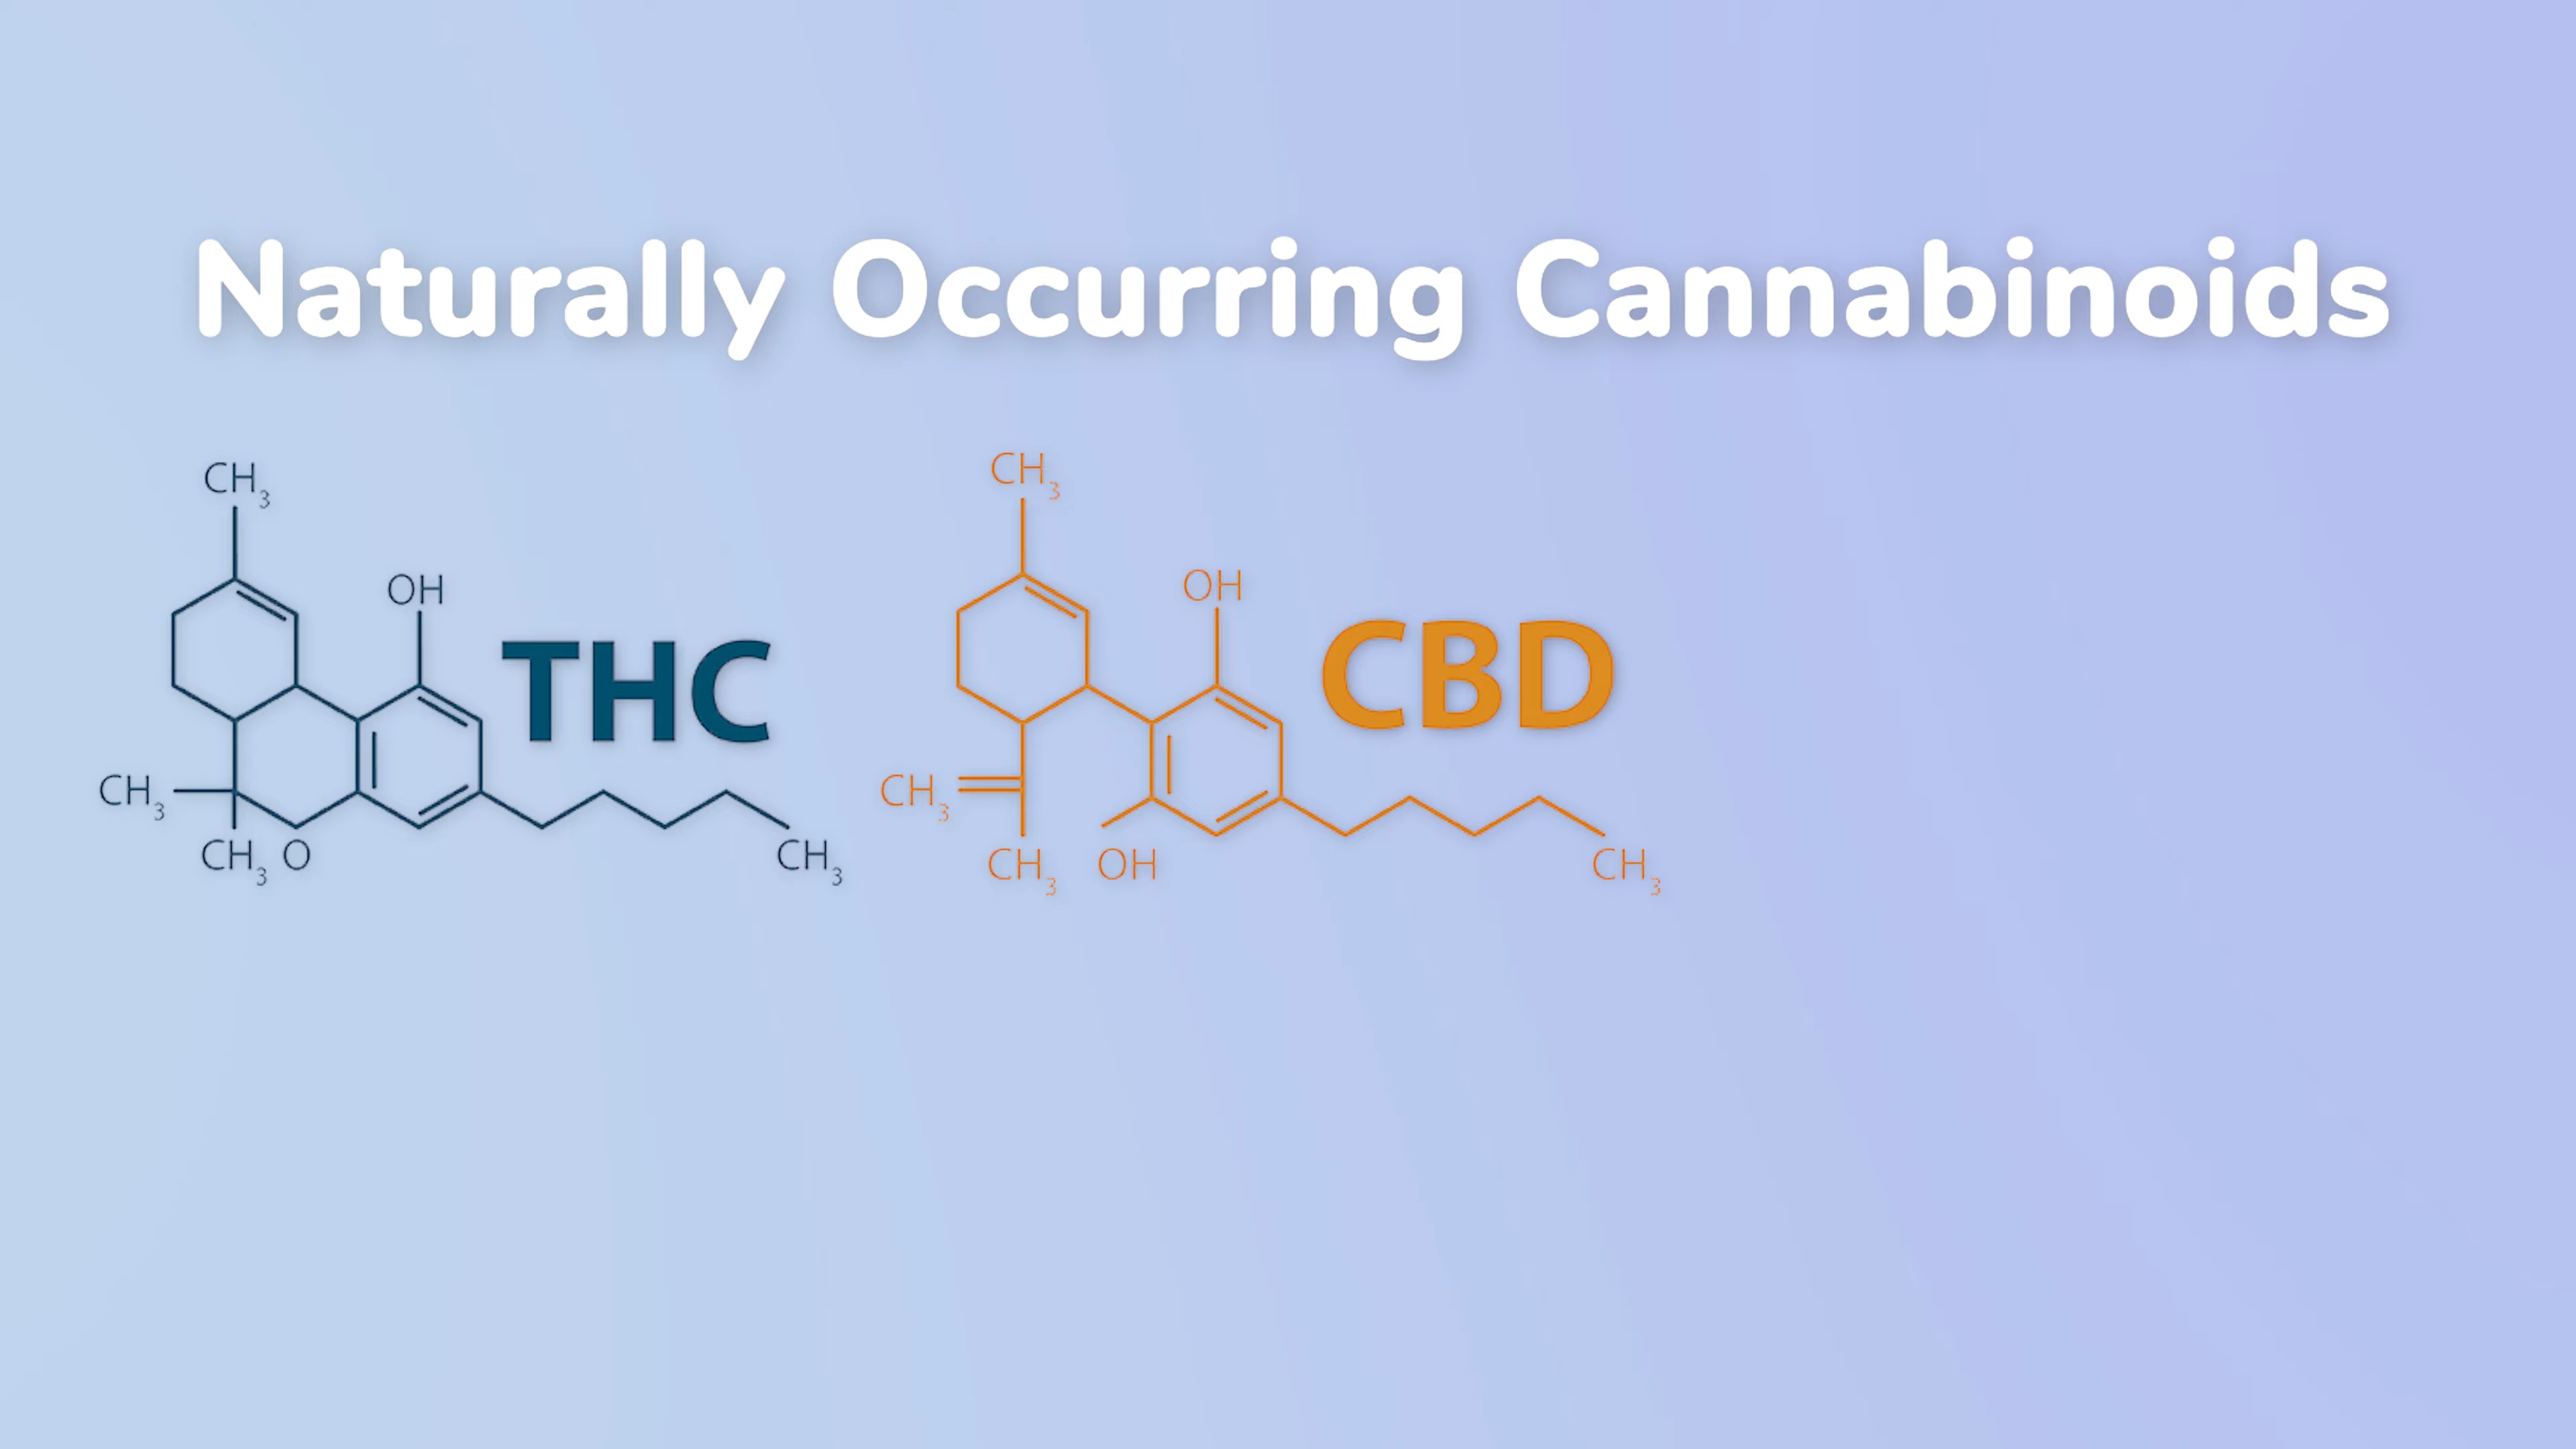 Naturally Occurring Cannabinoids
CH3
OH
THC
CH3
CH3 O
CH3
CH3
OH
CBD
CH3
CH3 OH
CH3